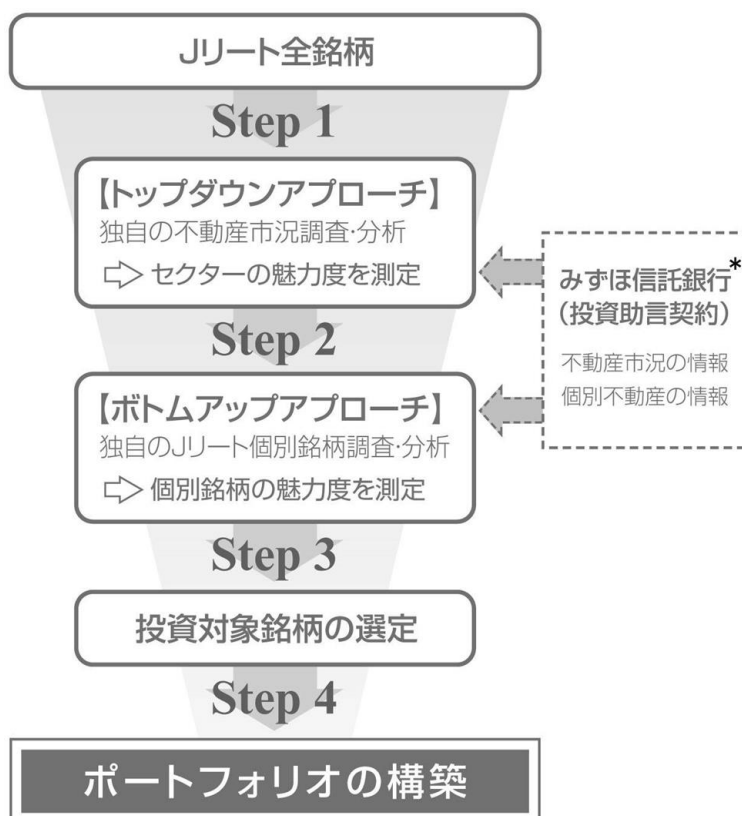 Jリート全銘柄
Step 1
【トップダウンアプローチ】
独自の不動産市況調査・分析
⇨ セクターの魅力度を測定
みずほ信託銀行*
(投資助言契約)
不動産市況の情報
個別不動産の情報
Step 2
【ボトムアップアプローチ】
独自のJリート個別銘柄調査・分析
⇨ 個別銘柄の魅力度を測定
Step 3
投資対象銘柄の選定
Step 4
ポートフォリオの構築